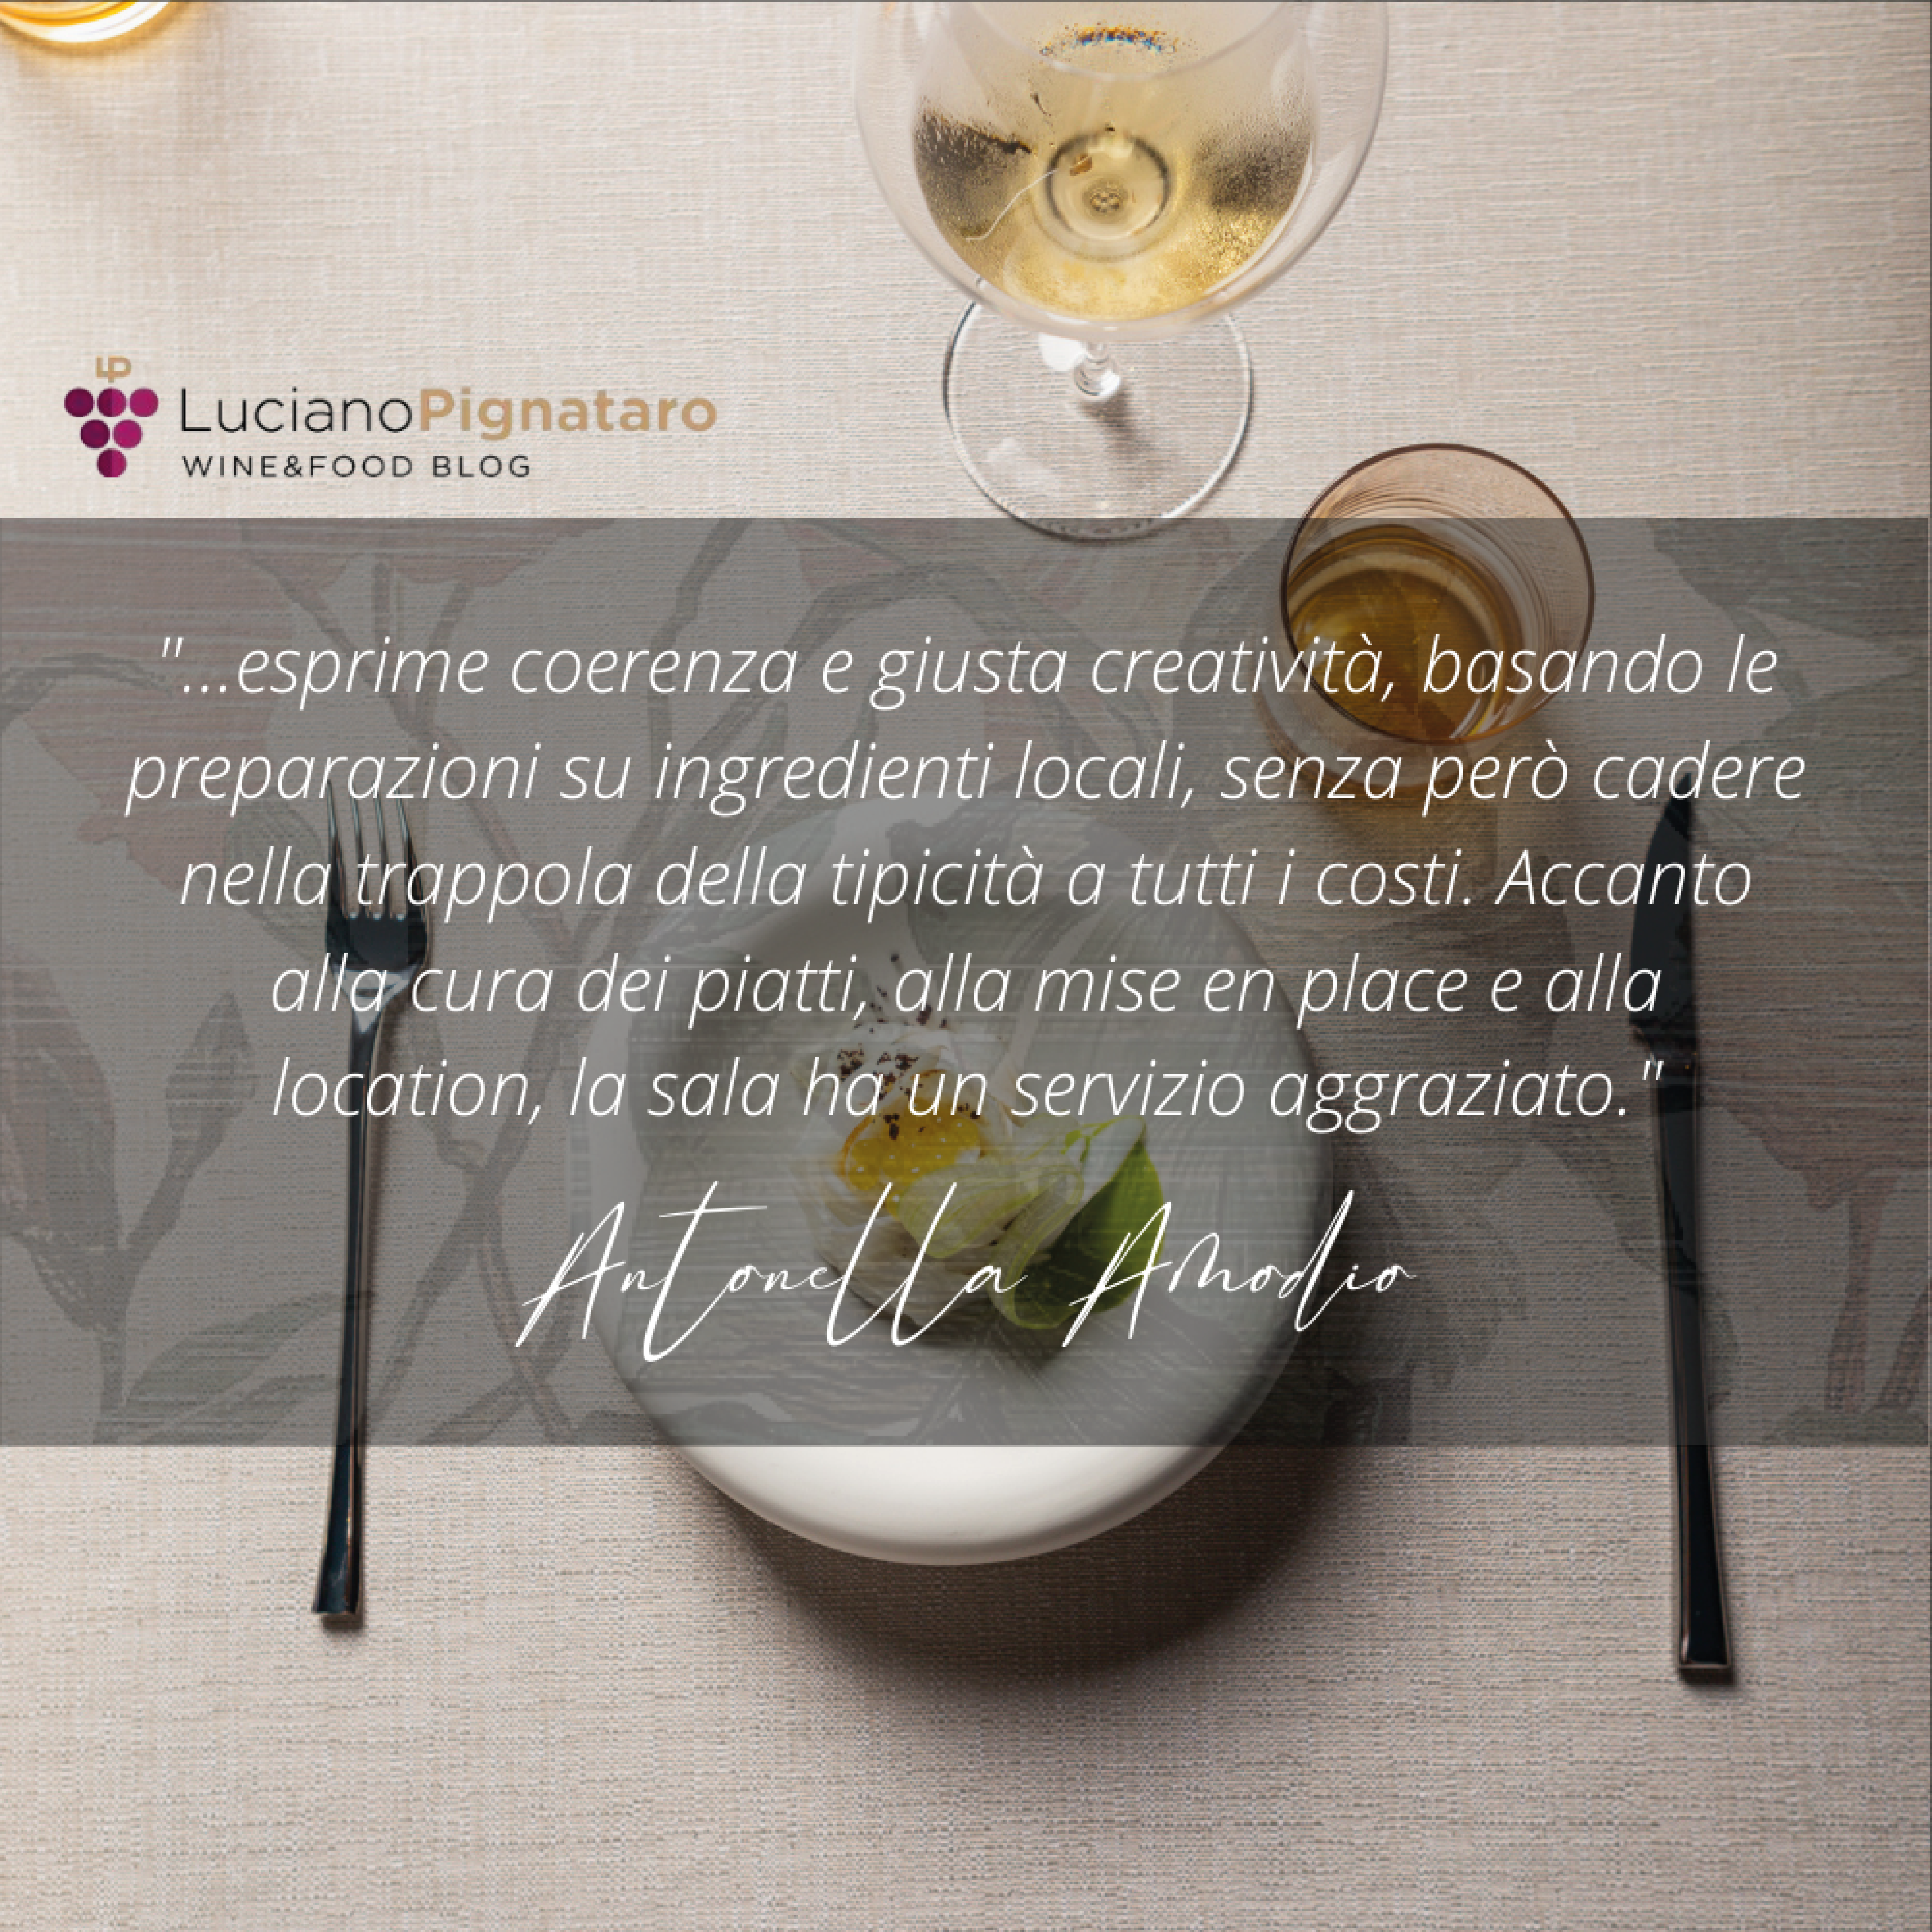 LP
LucianoPignataro
WINE&FOOD BLOG
"...esprime coerenza e giusta creatività, basando le
preparazioni su ingredienti locali, senza però cadere
nella trappola della tipicità a tutti i costi. Accanto
alla cura dei piatti, alla mise en place e alla
location, la sala ha un servizio aggraziato."
Antonella Amodio